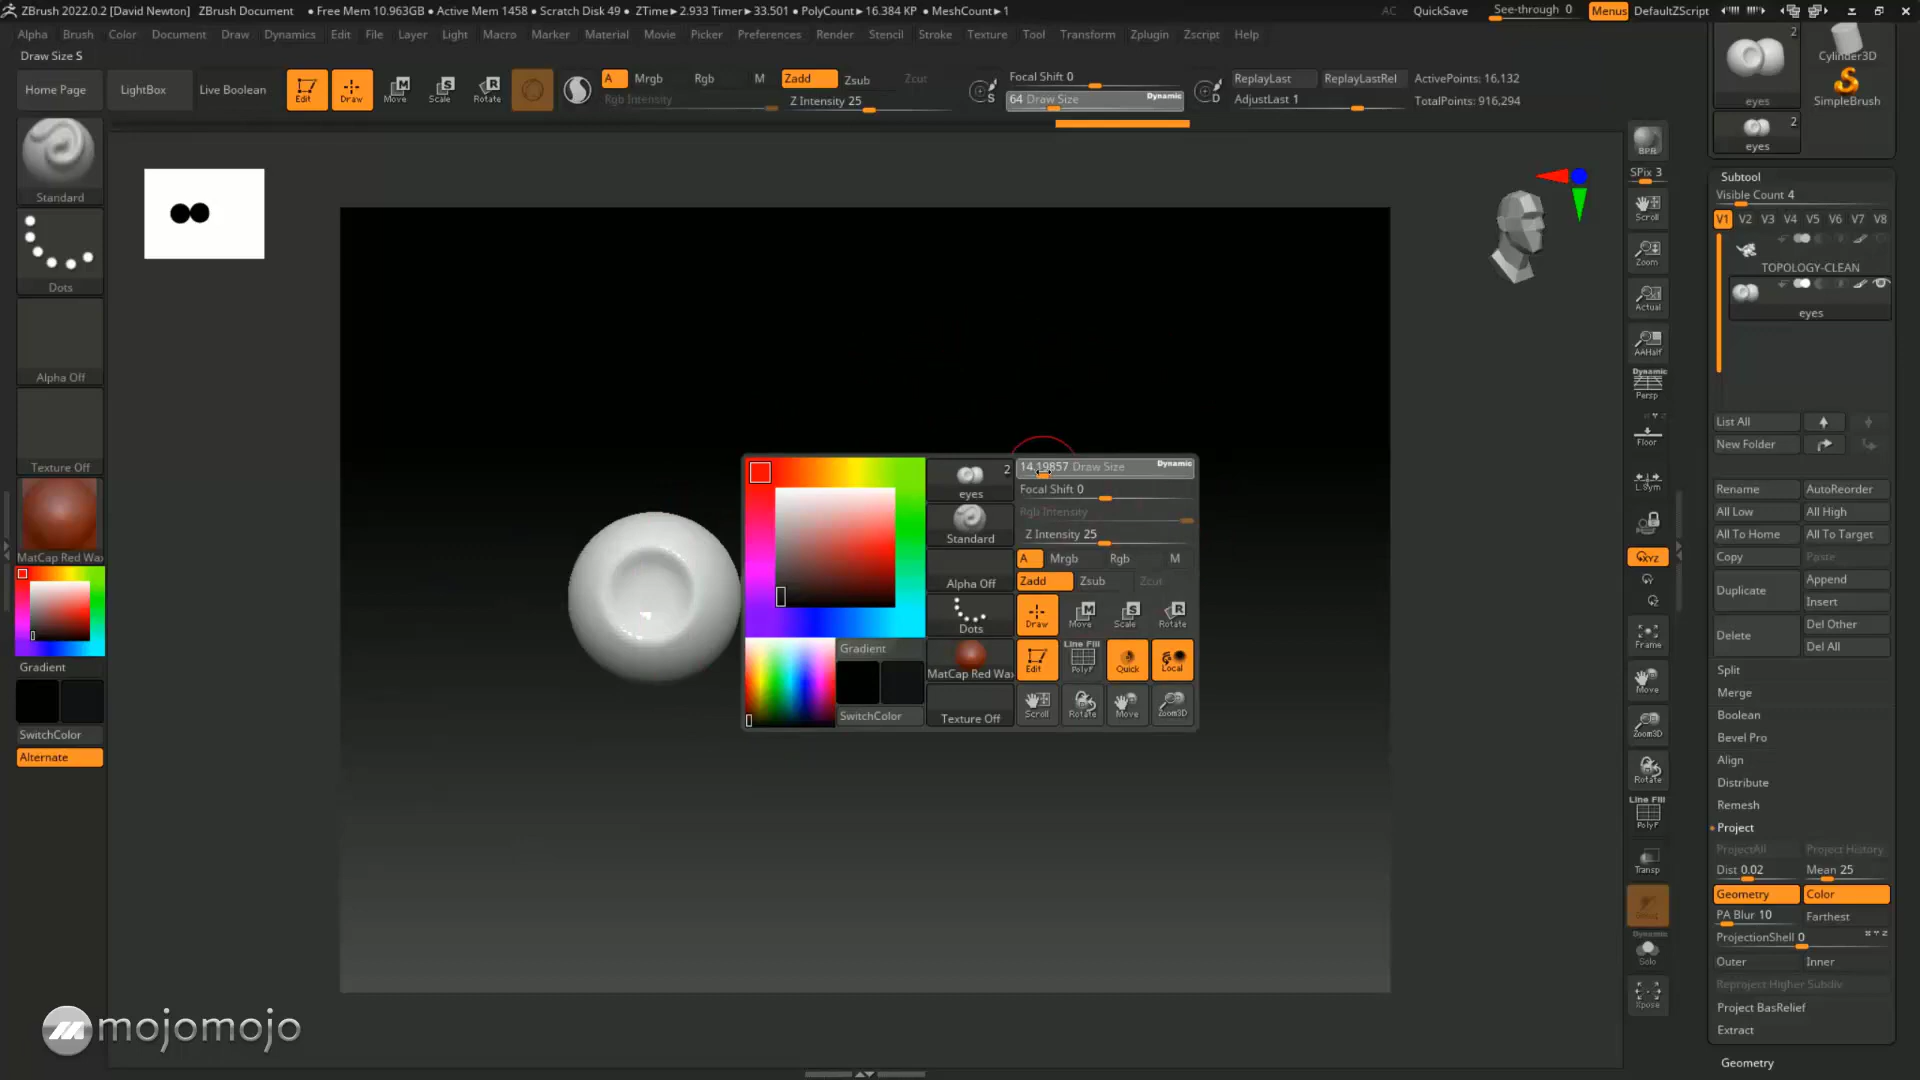 ZBrush 2022.0.2 [David Newton] ZBrush Document • Free Mem 10.963GB • Active Mem 1458 • Scratch Disk 49 • ZTime▸2.933 Timer▸33.501 • PolyCount▸16.384 KP • MeshCount▸1 AC QuickSave See-through 0 Menus DefaultZScript
Alpha Brush Color Document Draw Dynamics Edit File Layer Light Macro Marker Material Movie Picker Preferences Render Stencil Stroke Texture Tool Transform Zplugin Zscript Help
Draw Size S
Home Page LightBox Live Boolean Edit Draw Move Scale Rotate
A Mrgb Rgb M Zadd Zsub Zcut
Rgb Intensity Z Intensity 25
Focal Shift 0
64 Draw Size Dynamic
ReplayLast ReplayLastRel ActivePoints: 16,132
AdjustLast 1 TotalPoints: 916,294
Standard
Dots
Alpha Off
Texture Off
MatCap Red Wax
Gradient
SwitchColor
Alternate
2
eyes
Standard
Alpha Off
Dots
MatCap Red Wax
Texture Off
Gradient
SwitchColor
14.19857 Draw Size Dynamic
Focal Shift 0
Rgb Intensity
Z Intensity 25
A Mrgb Rgb M
Zadd Zsub Zcut
Draw Move Scale Rotate
Edit Line Fill PolyF Quick Local
Scroll Rotate Move Zoom3D
BPR
SPix 3
Scroll
Zoom
Actual
AAHalf
Dynamic
Persp
Floor
L.Sym
XYZ
Frame
Move
Zoom3D
Rotate
Line Fill
PolyF
Transp
Dynamic
Solo
Xpose
2
eyes
Cylinder3D
SimpleBrush
2
eyes
Subtool
Visible Count 4
V1 V2 V3 V4 V5 V6 V7 V8
TOPOLOGY-CLEAN
eyes
List All
New Folder
Rename AutoReorder
All Low All High
All To Home All To Target
Copy Paste
Duplicate Append
Insert
Delete Del Other
Del All
Split
Merge
Boolean
Bevel Pro
Align
Distribute
Remesh
Project
ProjectAll Project History
Dist 0.02 Mean 25
Geometry Color
PA Blur 10 Farthest
ProjectionShell 0
Outer Inner
Reproject Higher Subdiv
Project BasRelief
Extract
Geometry
mojomojo